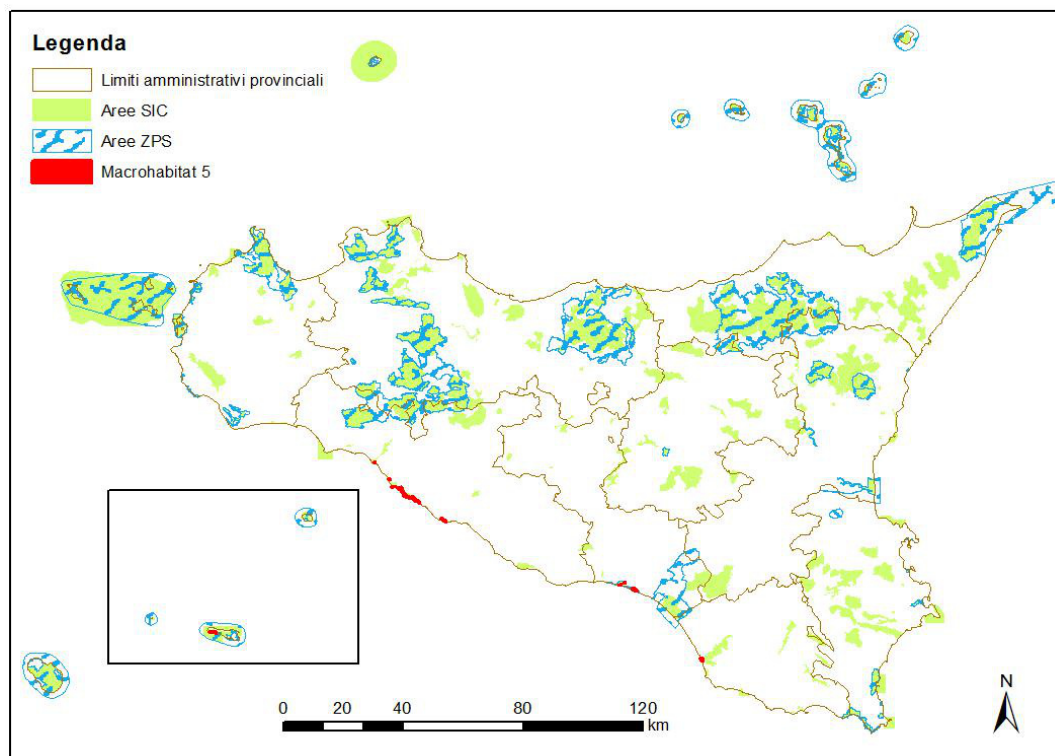 Legenda
Limiti amministrativi provinciali
Aree SIC
Aree ZPS
Macrohabitat 5
N
0 20 40 80 120
km